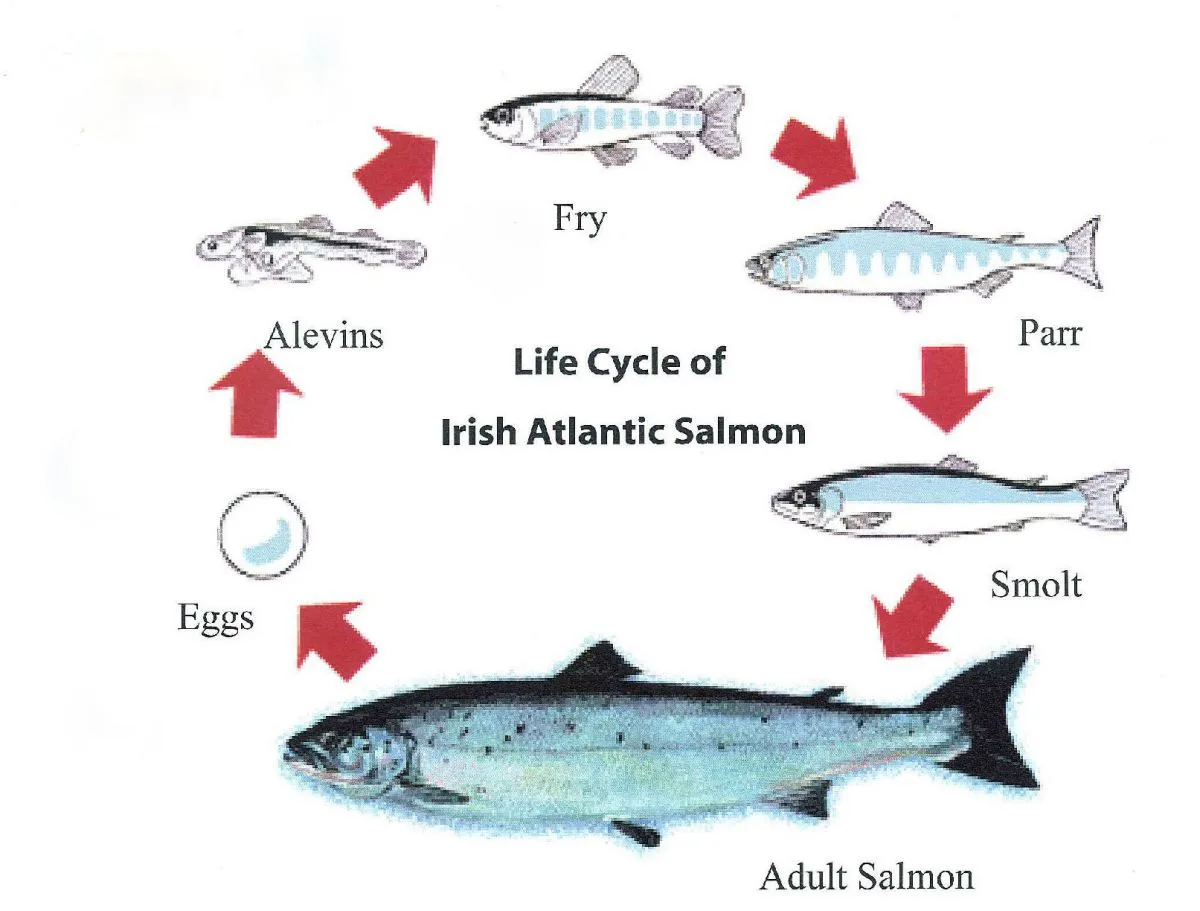 Fry
Alevins
Parr
Life Cycle of
Irish Atlantic Salmon
Smolt
Eggs
Adult Salmon